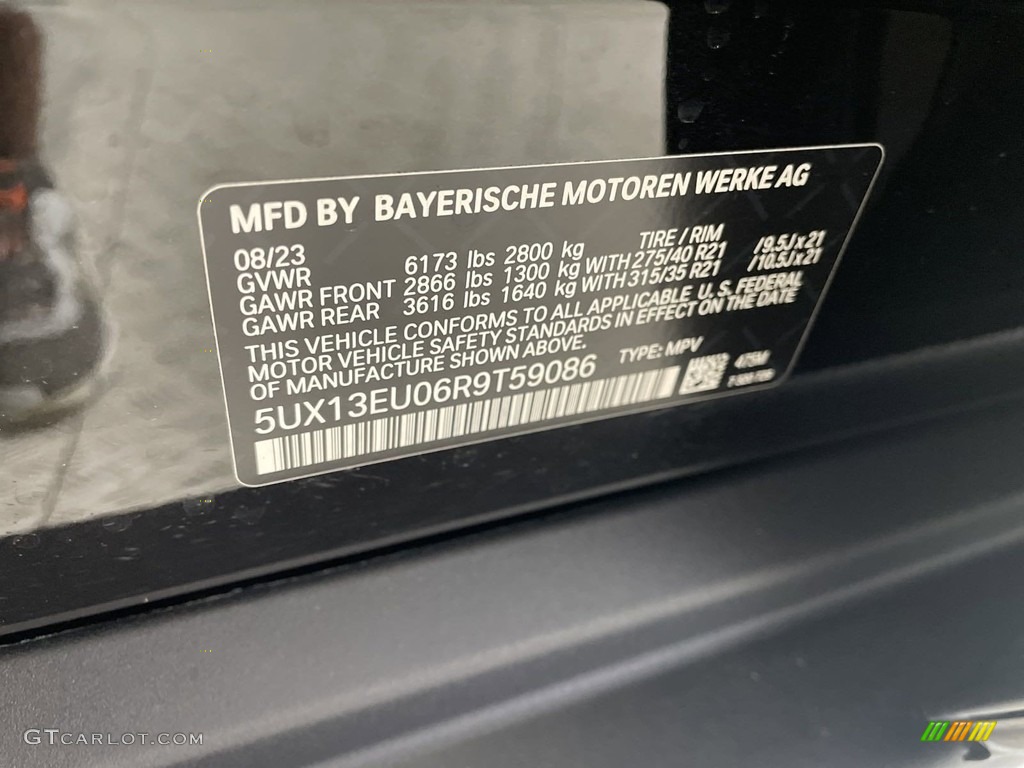 MFD BY BAYERISCHE MOTOREN WERKE AG
08/23 TIRE / RIM
GVWR 6173 lbs 2800 kg
GAWR FRONT 2866 lbs 1300 kg WITH 275/40 R21 /9.5J x 21
GAWR REAR 3616 lbs 1640 kg WITH 315/35 R21 /10.5J x 21
THIS VEHICLE CONFORMS TO ALL APPLICABLE U. S. FEDERAL
MOTOR VEHICLE SAFETY STANDARDS IN EFFECT ON THE DATE
OF MANUFACTURE SHOWN ABOVE.
5UX13EU06R9T59086 TYPE: MPV
GTCARLOT.COM